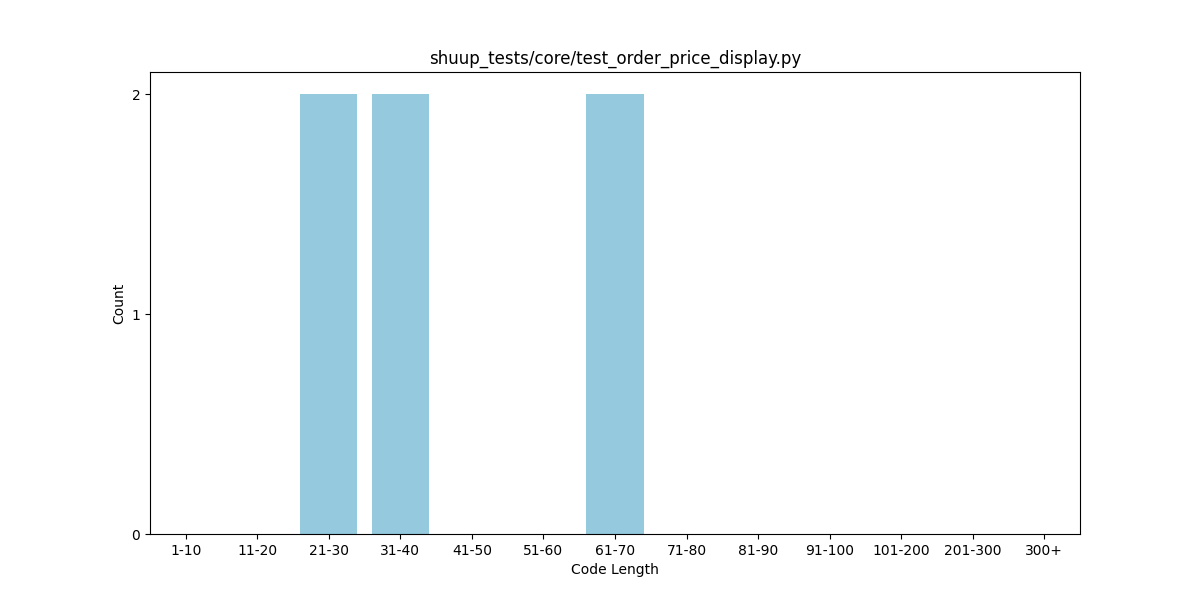 shuup_tests/core/test_order_price_display.py
Count
2
1
0
1-10 11-20 21-30 31-40 41-50 51-60 61-70 71-80 81-90 91-100 101-200 201-300 300+
Code Length